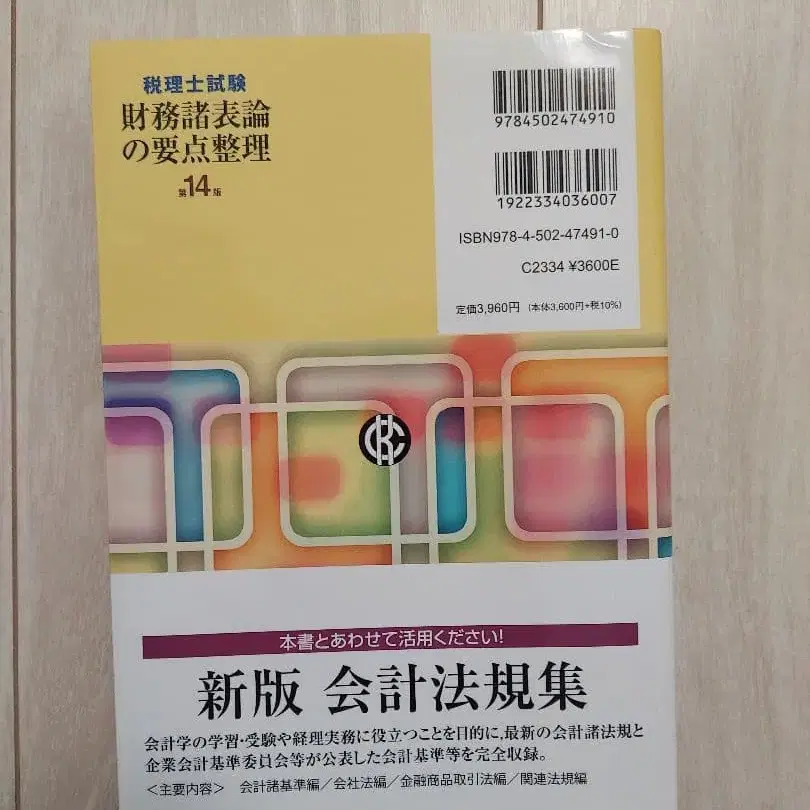 税理士試験
財務諸表論
の要点整理
第14版
9784502474910
1922334036007
ISBN978-4-502-47491-0
C2334 ¥3600E
定価3,960円 (本体3,600円+税10%)
本書とあわせて活用ください!
新版 会計法規集
会計学の学習・受験や経理実務に役立つことを目的に,最新の会計諸法規と
企業会計基準委員会等が公表した会計基準等を完全収録。
<主要内容> 会計諸基準編/会社法編/金融商品取引法編/関連法規編